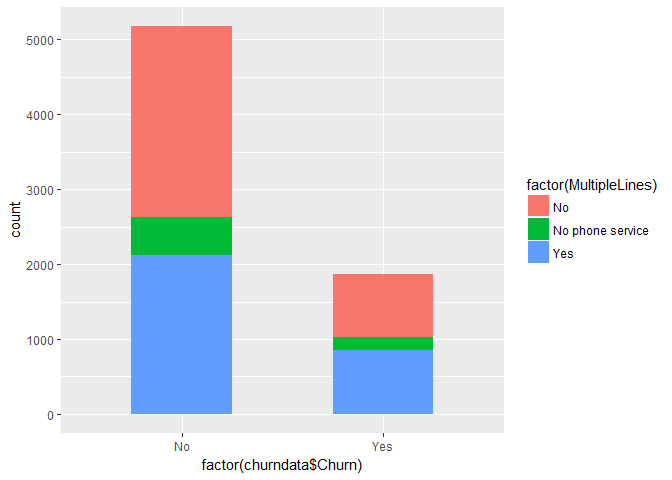 5000
4000
3000
2000
1000
0
count
No
Yes
factor(churndata$Churn)
factor(MultipleLines)
No
No phone service
Yes